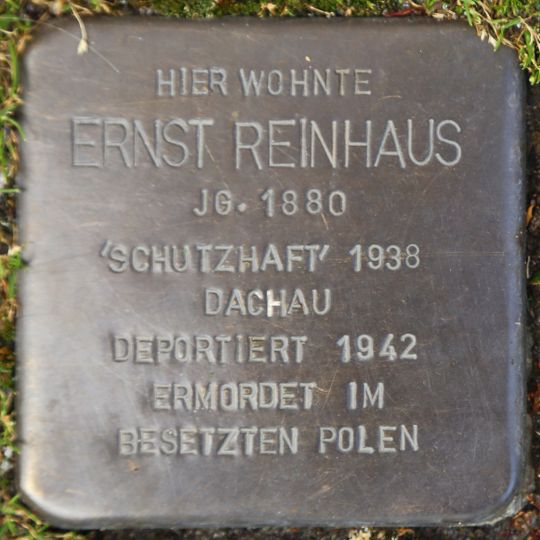 HIER WOHNTE
ERNST REINHAUS
JG. 1880
'SCHUTZHAFT' 1938
DACHAU
DEPORTIERT 1942
ERMORDET IM
BESETZTEN POLEN